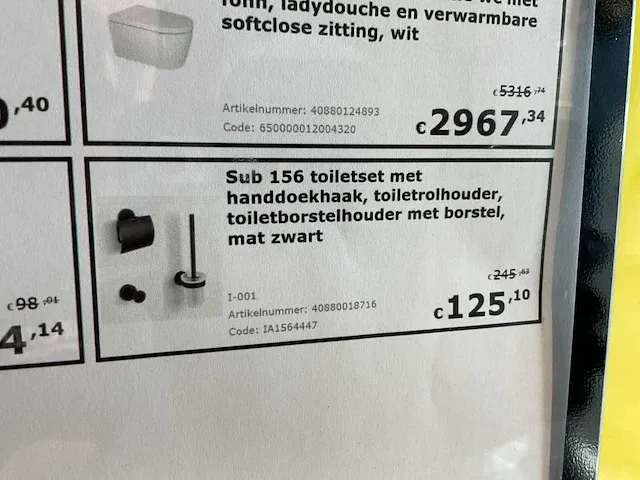 ladydouche en verwarmbare
softclose zitting, wit
€ 5316,74
Artikelnummer: 40880124893
Code: 650000012004320
€ 2967,34
,40
Sub 156 toiletset met
handdoekhaak, toiletrolhouder,
toiletborstelhouder met borstel,
mat zwart
€ 245,63
I-001
Artikelnummer: 40880018716
Code: IA1564447
€ 125,10
€ 98,01
4,14